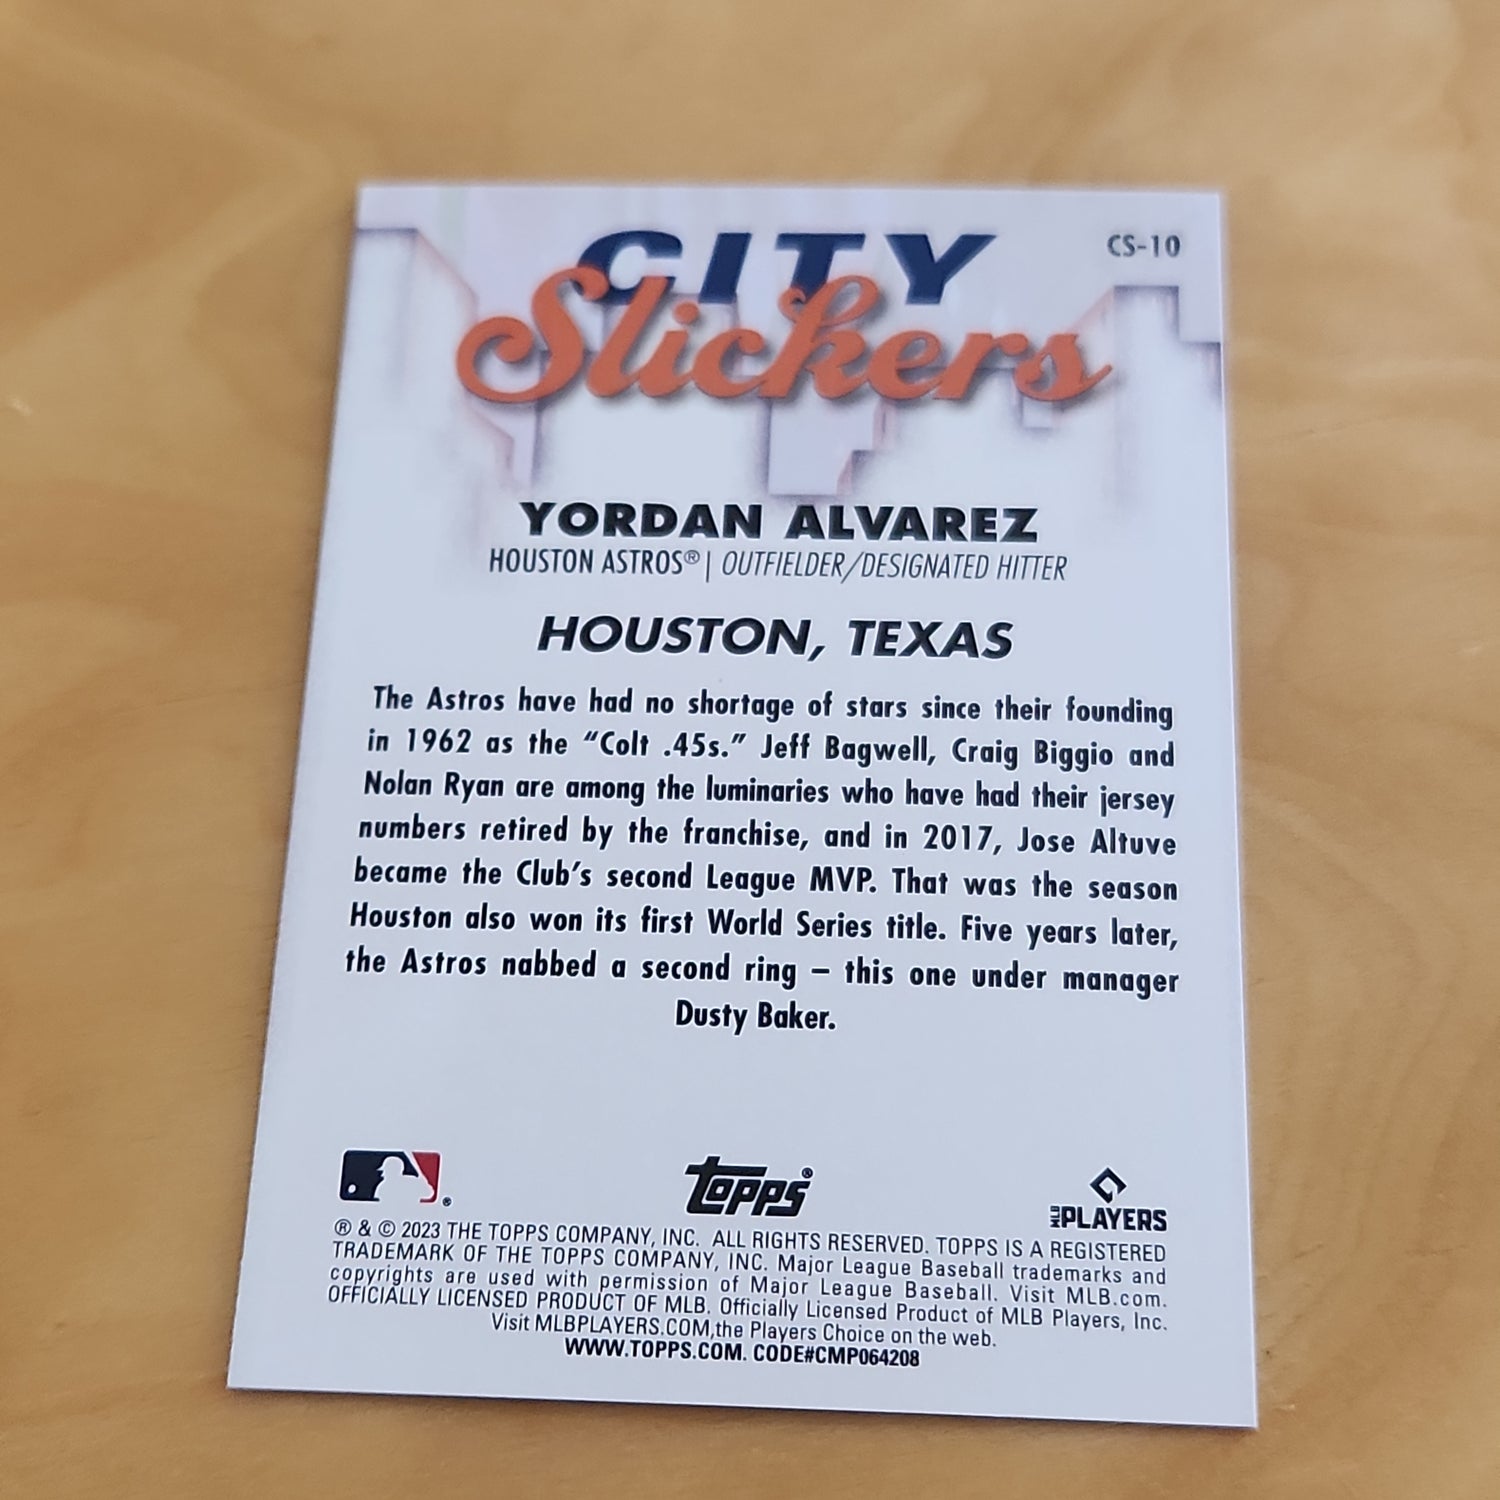 CS-10
CITY
Slickers
YORDAN ALVAREZ
HOUSTON ASTROS® | OUTFIELDER/DESIGNATED HITTER
HOUSTON, TEXAS
The Astros have had no shortage of stars since their founding
in 1962 as the “Colt .45s.” Jeff Bagwell, Craig Biggio and
Nolan Ryan are among the luminaries who have had their jersey
numbers retired by the franchise, and in 2017, Jose Altuve
became the Club’s second League MVP. That was the season
Houston also won its first World Series title. Five years later,
the Astros nabbed a second ring – this one under manager
Dusty Baker.
®
topps®
MLB PLAYERS
® & © 2023 THE TOPPS COMPANY, INC. ALL RIGHTS RESERVED. TOPPS IS A REGISTERED
TRADEMARK OF THE TOPPS COMPANY, INC. Major League Baseball trademarks and
copyrights are used with permission of Major League Baseball. Visit MLB.com.
OFFICIALLY LICENSED PRODUCT OF MLB. Officially Licensed Product of MLB Players, Inc.
Visit MLBPLAYERS.COM,the Players Choice on the web.
WWW.TOPPS.COM. CODE#CMP064208